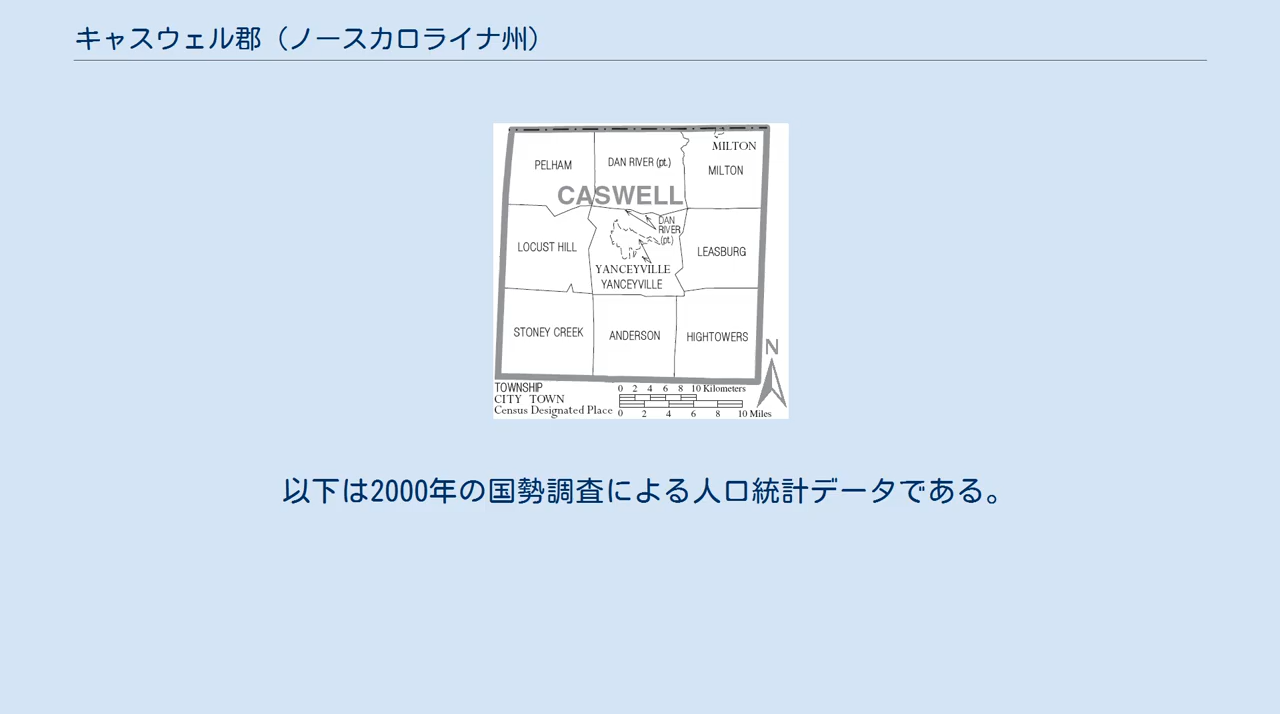 キャスウェル郡（ノースカロライナ州）
MILTON
PELHAM
DAN RIVER (pt.)
MILTON
CASWELL
DAN
RIVER
(pt.)
LOCUST HILL
LEASBURG
YANCEYVILLE
YANCEYVILLE
STONEY CREEK
ANDERSON
HIGHTOWERS
N
TOWNSHIP
CITY TOWN
Census Designated Place
0 2 4 6 8 10 Kilometers
0 2 4 6 8 10 Miles
以下は2000年の国勢調査による人口統計データである。